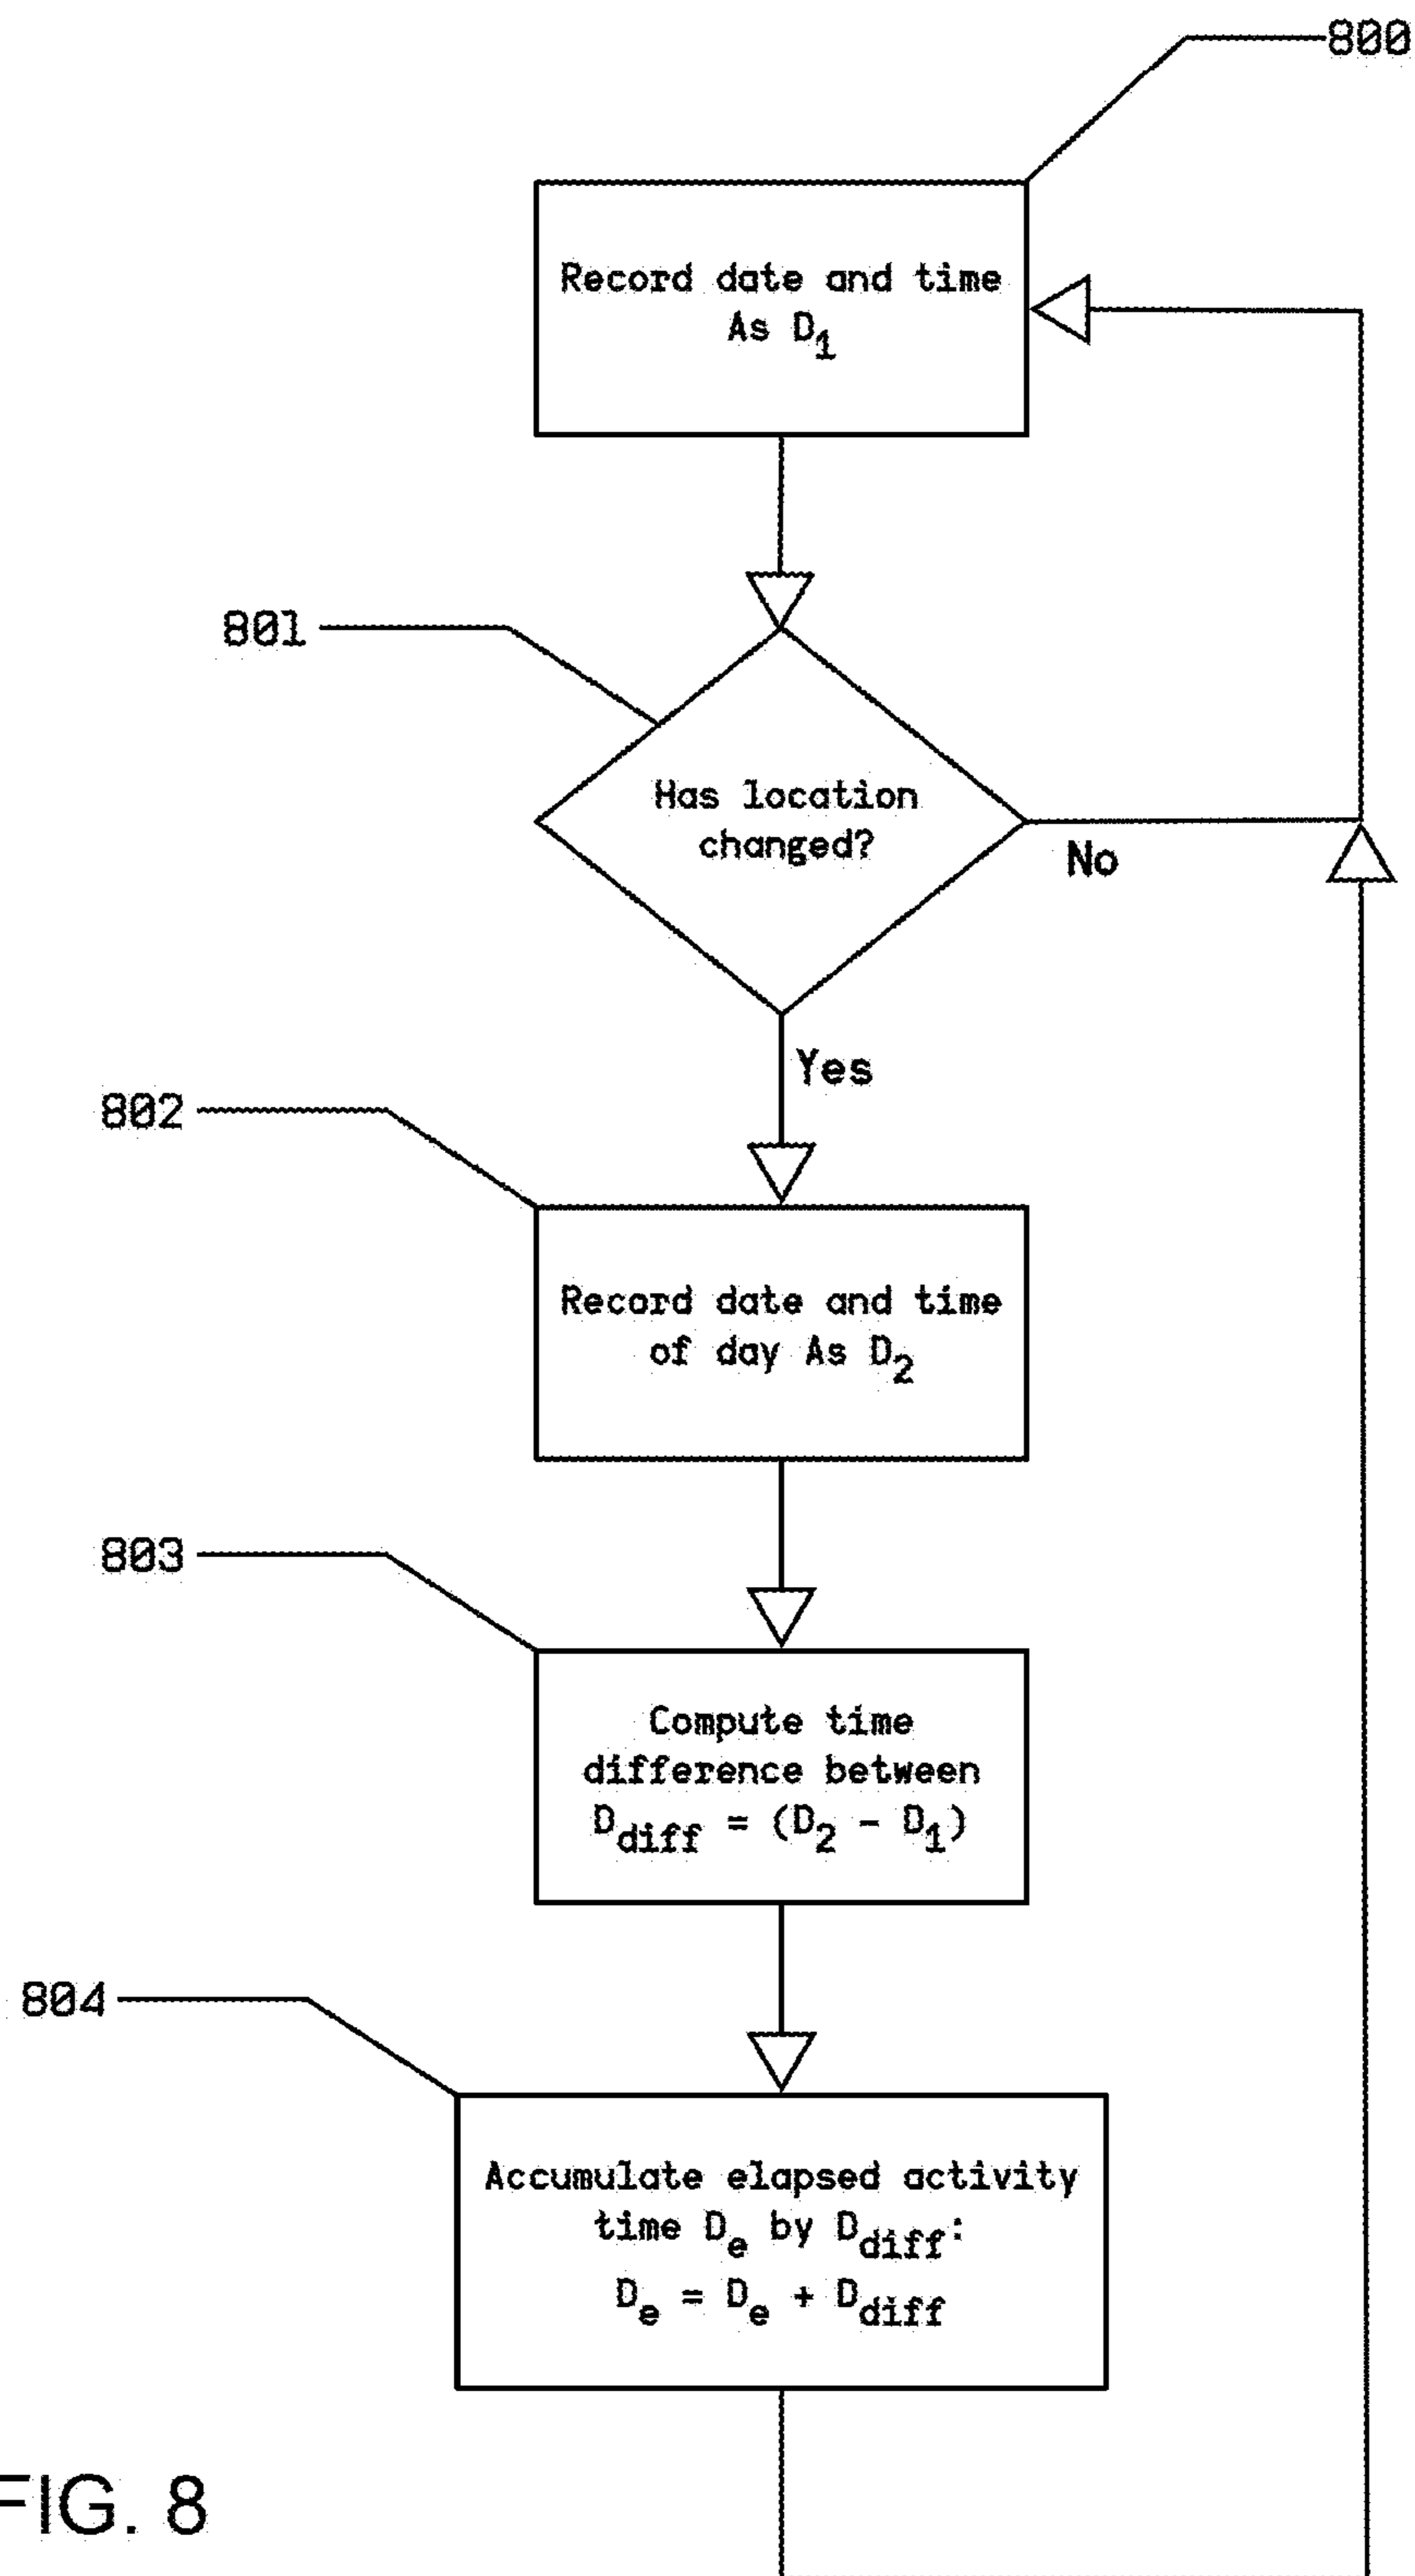 800
Record date and time
As D1
801
Has location
changed?
No
Yes
802
Record date and time
of day As D2
803
Compute time
difference between
Ddiff = (D2 - D1)
804
Accumulate elapsed activity
time De by Ddiff:
De = De + Ddiff
FIG. 8